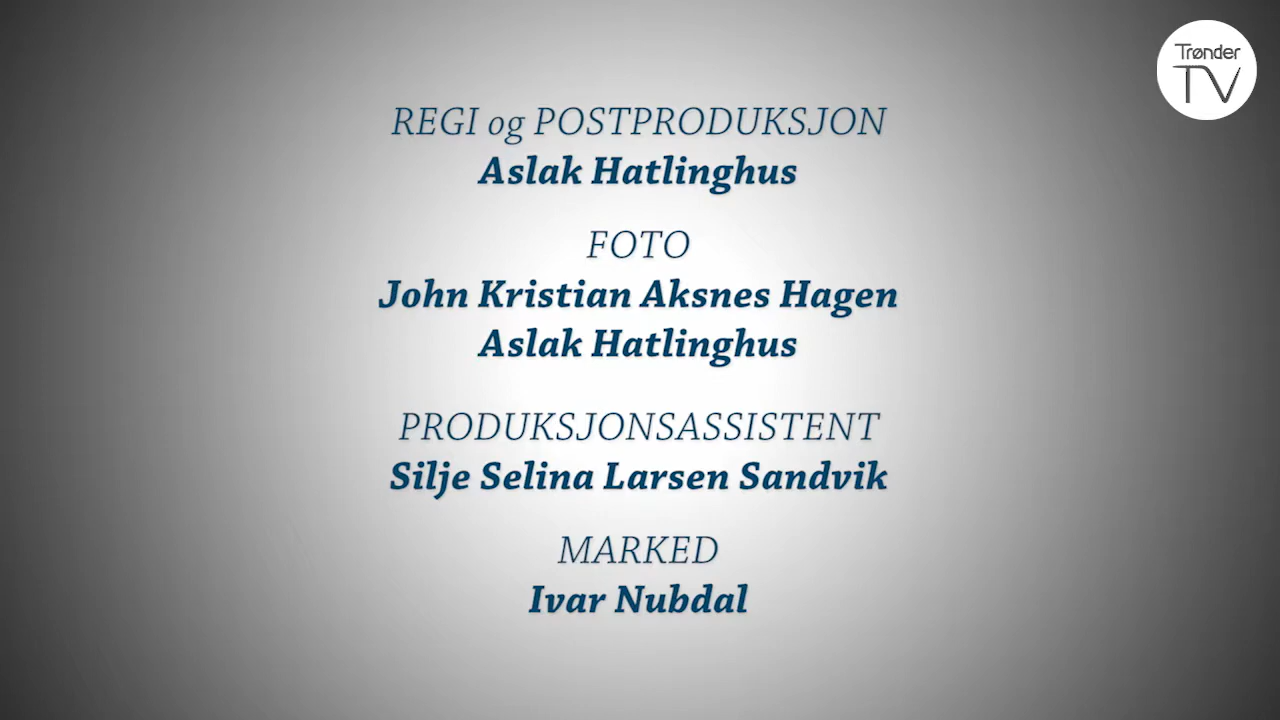 Trønder
TV
REGI og POSTPRODUKSJON
Aslak Hatlinghus
FOTO
John Kristian Aksnes Hagen
Aslak Hatlinghus
PRODUKSJONSASSISTENT
Silje Selina Larsen Sandvik
MARKED
Ivar Nubdal